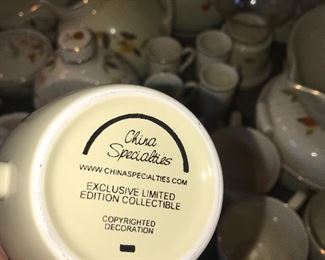 China
Specialties
WWW.CHINASPECIALTIES.COM
EXCLUSIVE LIMITED
EDITION COLLECTIBLE
COPYRIGHTED
DECORATION